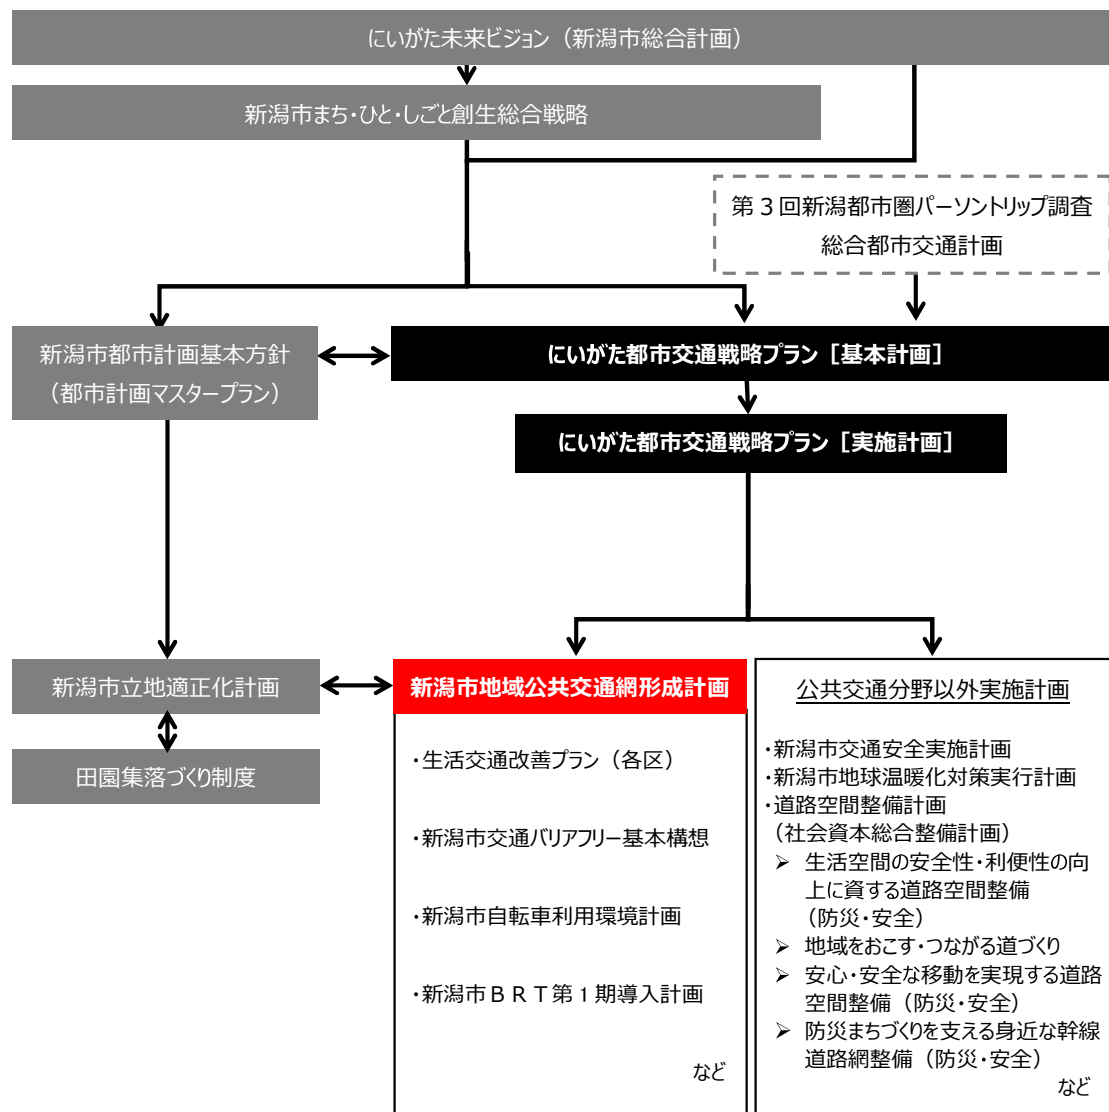 にいがた未来ビジョン（新潟市総合計画）
新潟市まち・ひと・しごと創生総合戦略
第３回新潟都市圏パーソントリップ調査
総合都市交通計画
新潟市都市計画基本方針
（都市計画マスタープラン）
にいがた都市交通戦略プラン［基本計画］
にいがた都市交通戦略プラン［実施計画］
新潟市立地適正化計画
田園集落づくり制度
新潟市地域公共交通網形成計画
・生活交通改善プラン（各区）
・新潟市交通バリアフリー基本構想
・新潟市自転車利用環境計画
・新潟市ＢＲＴ第１期導入計画
など
公共交通分野以外実施計画
・新潟市交通安全実施計画
・新潟市地球温暖化対策実行計画
・道路空間整備計画
（社会資本総合整備計画）
➢ 生活空間の安全性・利便性の向
上に資する道路空間整備
（防災・安全）
➢ 地域をおこす・つながる道づくり
➢ 安心・安全な移動を実現する道路
空間整備（防災・安全）
➢ 防災まちづくりを支える身近な幹線
道路網整備（防災・安全）
など